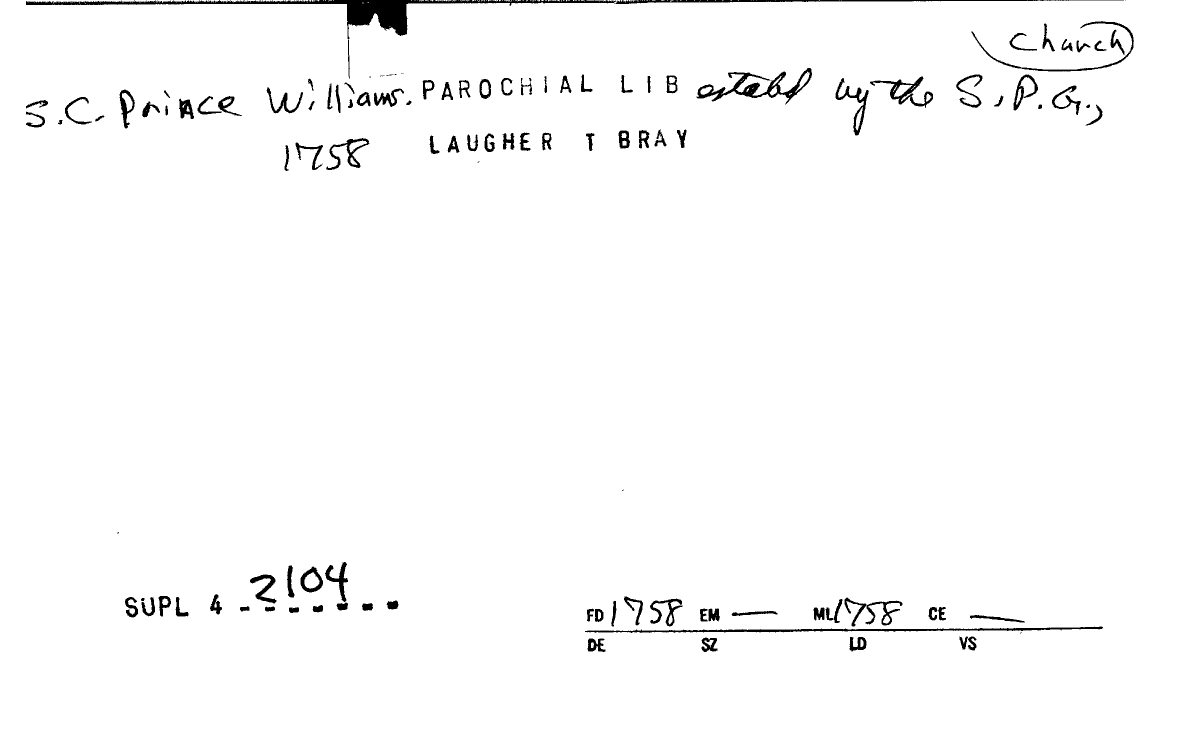 Church
S.C. Prince Williams. PAROCHIAL LIB estabd by the S.P.G.,
1758 LAUGHER T BRAY
SUPL 4 2104
FD 1758 EM — ML 1758 CE —
DE SZ LD VS